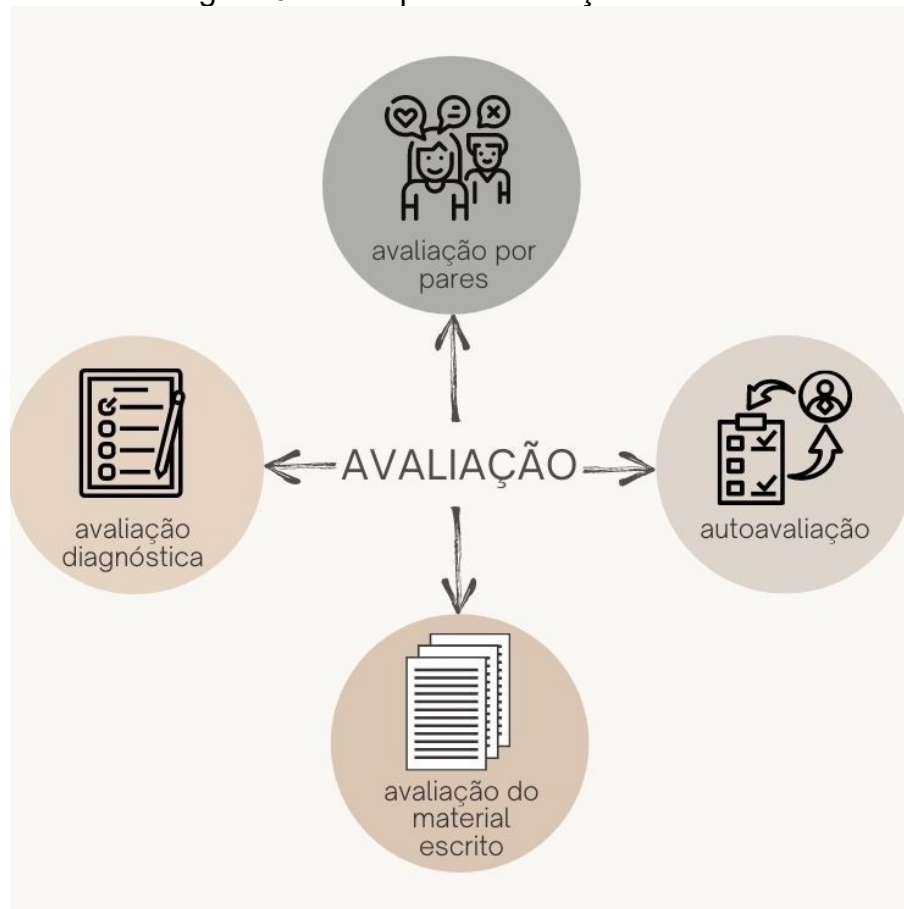 avaliação por
pares
AVALIAÇÃO
avaliação
diagnóstica
autoavaliação
avaliação do
material
escrito